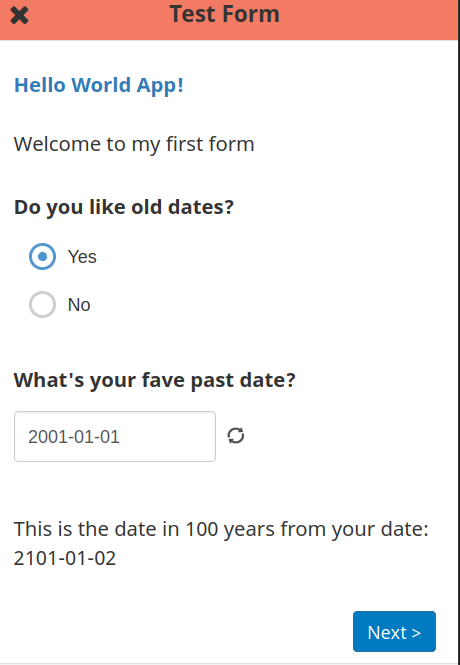 Test Form
Hello World App!
Welcome to my first form
Do you like old dates?
Yes
No
What's your fave past date?
2001-01-01
This is the date in 100 years from your date:
2101-01-02
Next >